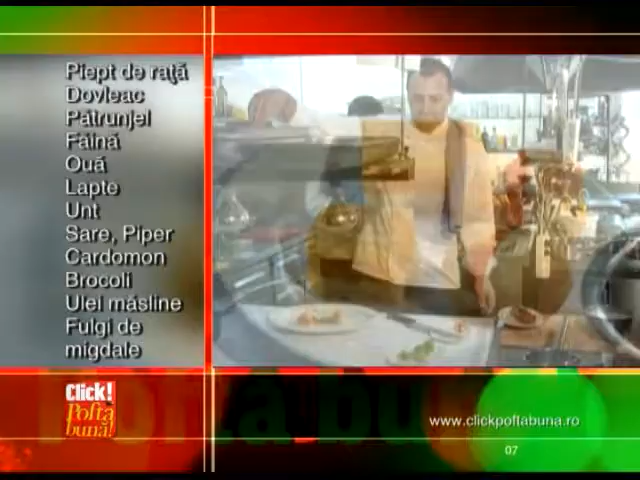 Piept de rață
Dovleac
Pătrunjel
Făină
Ouă
Lapte
Unt
Sare, Piper
Cardomon
Brocoli
Ulei măsline
Fulgi de
migdale
Click!
Poftă
bună!
www.clickpoftabuna.ro
07